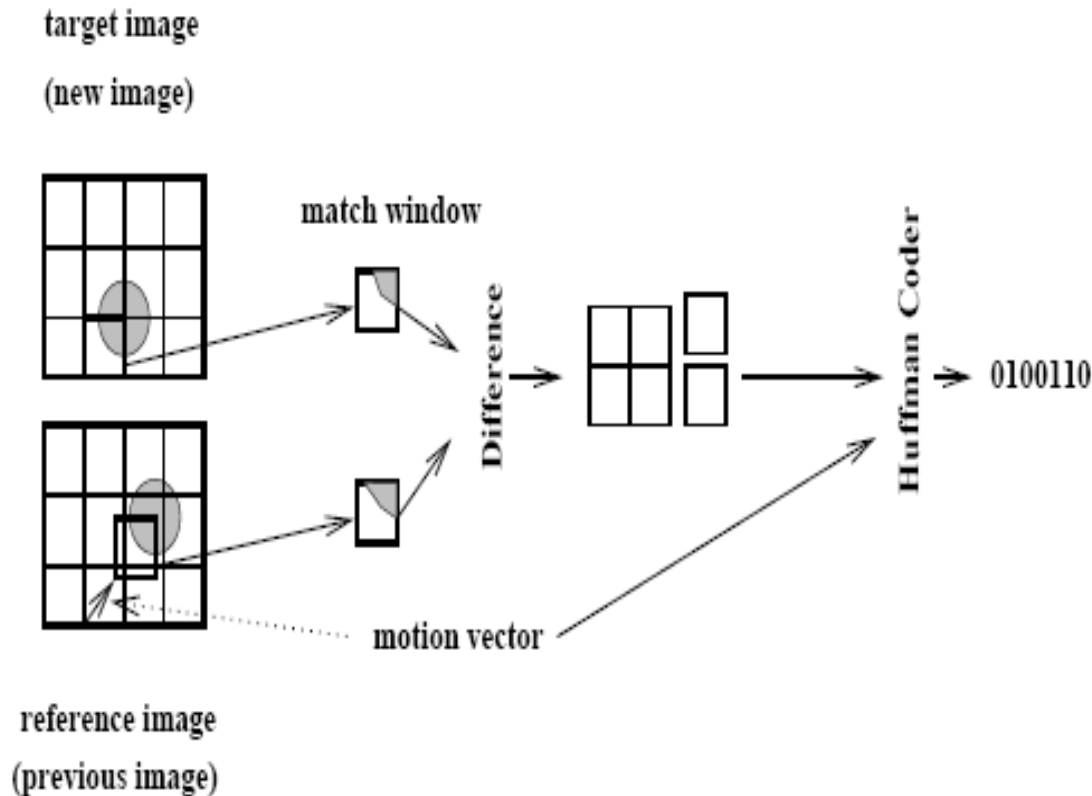 target image
(new image)
match window
Difference
Huffman Coder
0100110
motion vector
reference image
(previous image)